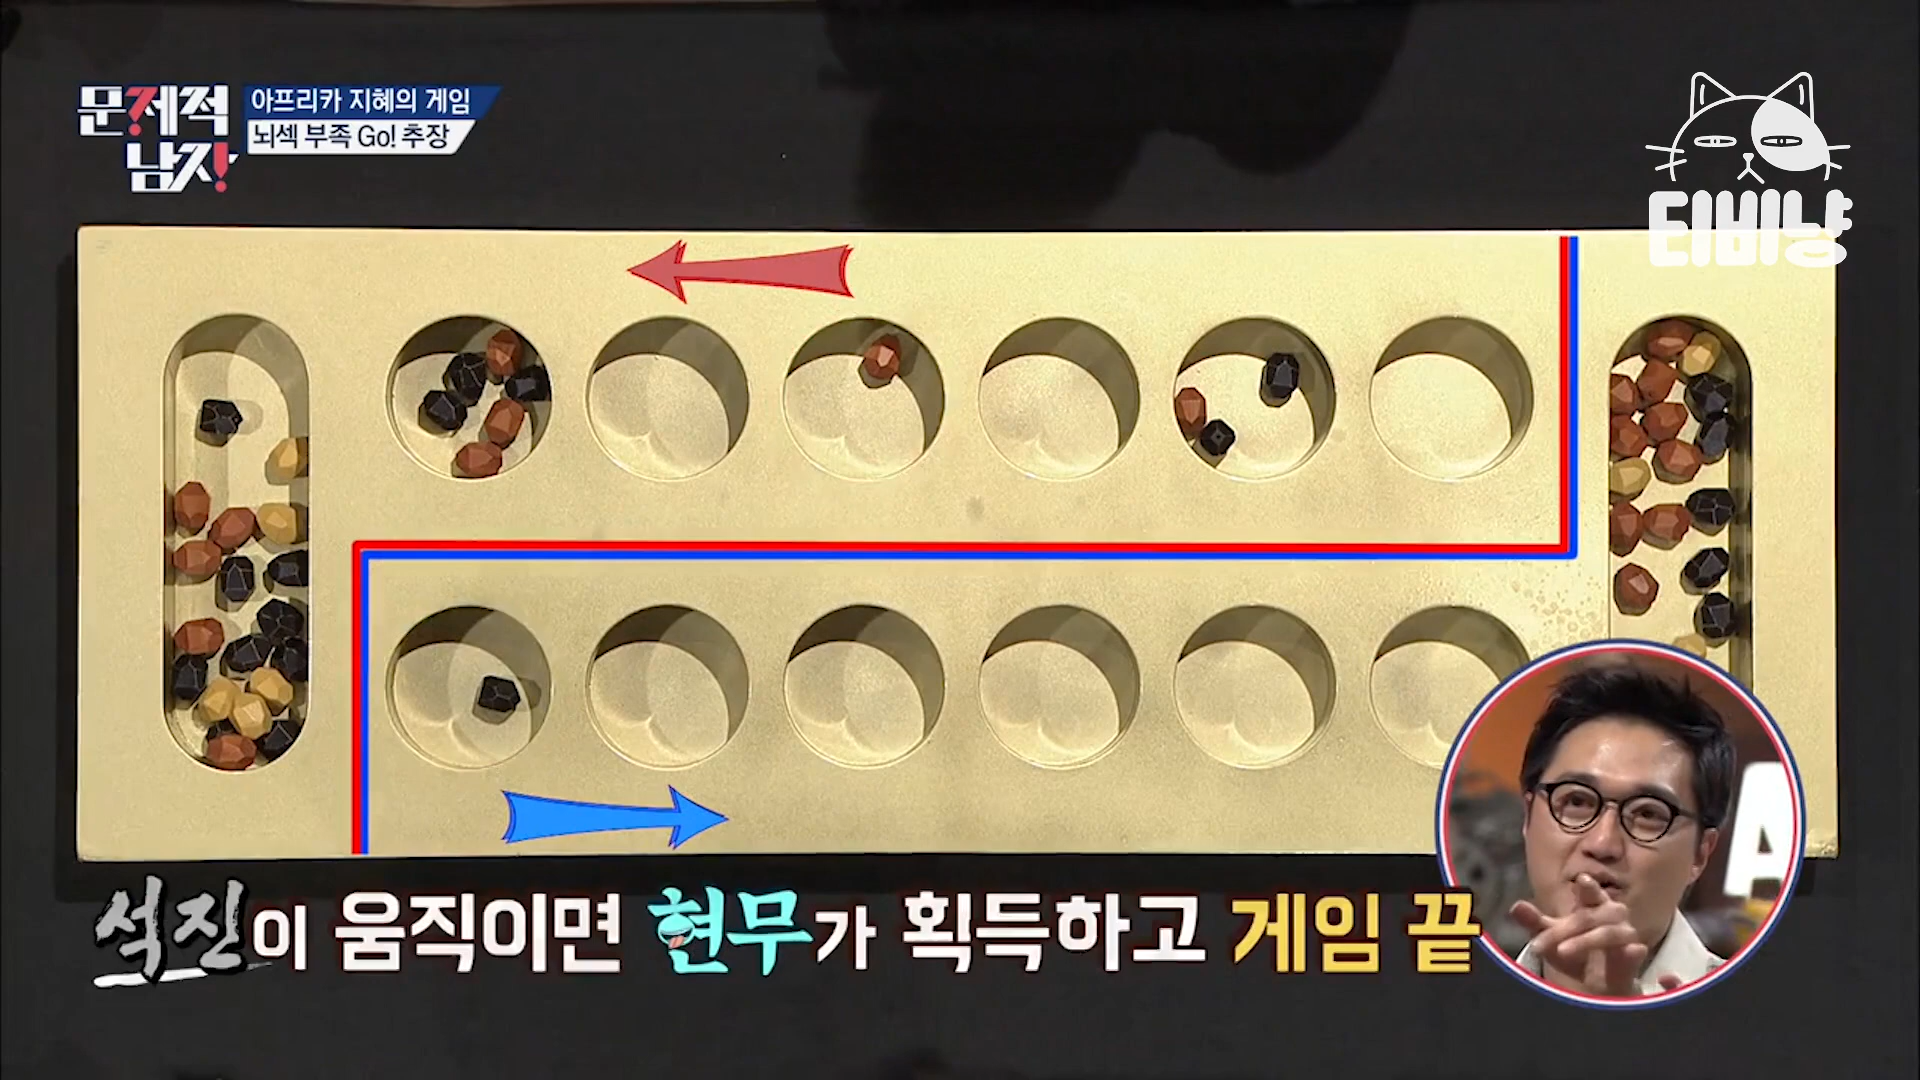 문제적
남자
아프리카 지혜의 게임
뇌섹 부족 Go! 추장
티비냥
A
석진이 움직이면 현무가 획득하고 게임 끝